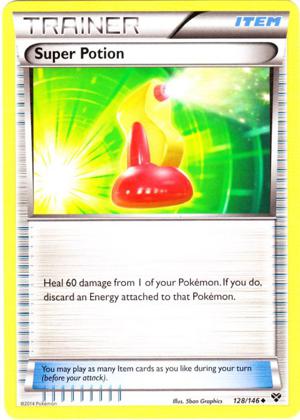 TRAINER
ITEM
Super Potion
Heal 60 damage from 1 of your Pokémon. If you do,
discard an Energy attached to that Pokémon.
You may play as many Item cards as you like during your turn
(before your attack).
Illus. 5ban Graphics
128/146
©2014 Pokémon